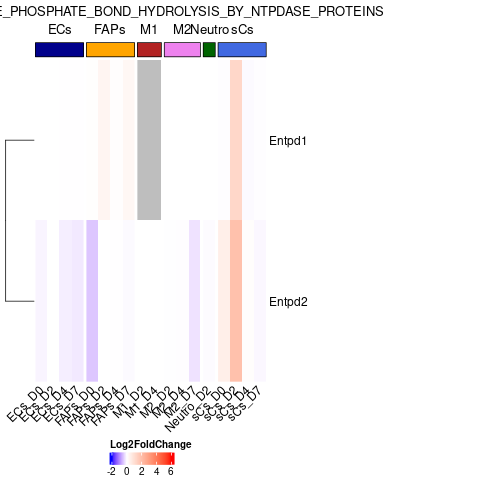 E_PHOSPHATE_BOND_HYDROLYSIS_BY_NTPDASE_PROTEINS
ECs FAPs M1 M2 Neutro sCs
Entpd1
Entpd2
ECs_D0 ECs_D2 ECs_D4 ECs_D7 FAPs_D0 FAPs_D2 FAPs_D4 FAPs_D7 M1_D2 M1_D4 M2_D2 M2_D4 M2_D7 Neutro_D2 sCs_D0 sCs_D2 sCs_D4 sCs_D7
Log2FoldChange
-2 0 2 4 6